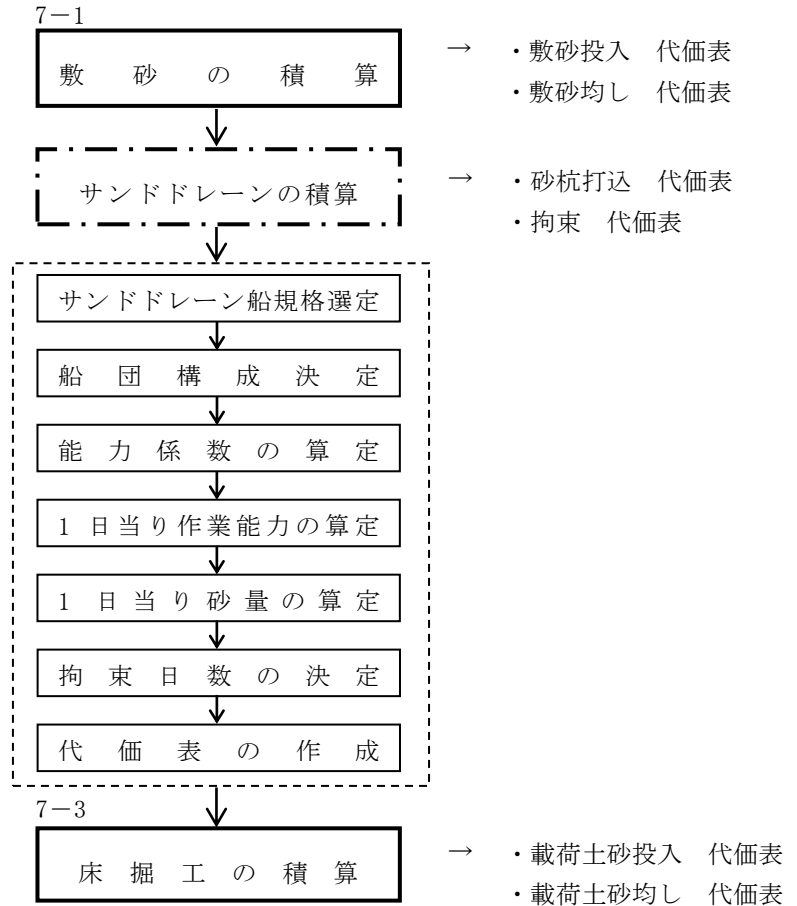 7－1
敷砂の積算
→ ・敷砂投入　代価表
・敷砂均し　代価表
サンドドレーンの積算
→ ・砂杭打込　代価表
・拘束　代価表
サンドドレーン船規格選定
船団構成決定
能力係数の算定
1 日当り作業能力の算定
1 日当り砂量の算定
拘束日数の決定
代価表の作成
7－3
床掘工の積算
→ ・載荷土砂投入　代価表
・載荷土砂均し　代価表